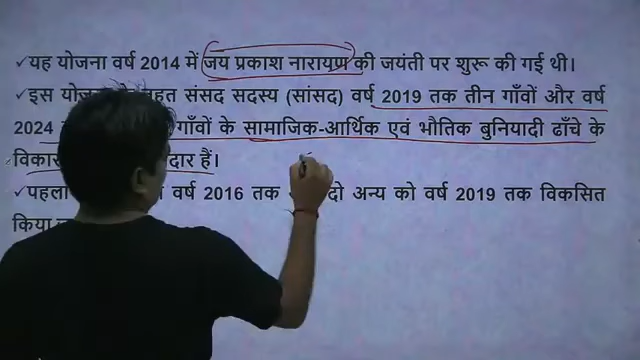 ✓यह योजना वर्ष 2014 में जय प्रकाश नारायण की जयंती पर शुरू की गई थी।
✓इस के तहत संसद सदस्य (सांसद) वर्ष 2019 तक तीन गाँवों और वर्ष
2024 गाँवों के सामाजिक-आर्थिक एवं भौतिक बुनियादी ढाँचे के
हैं।
✓पहला वर्ष 2016 तक दो अन्य को वर्ष 2019 तक विकसित
किया